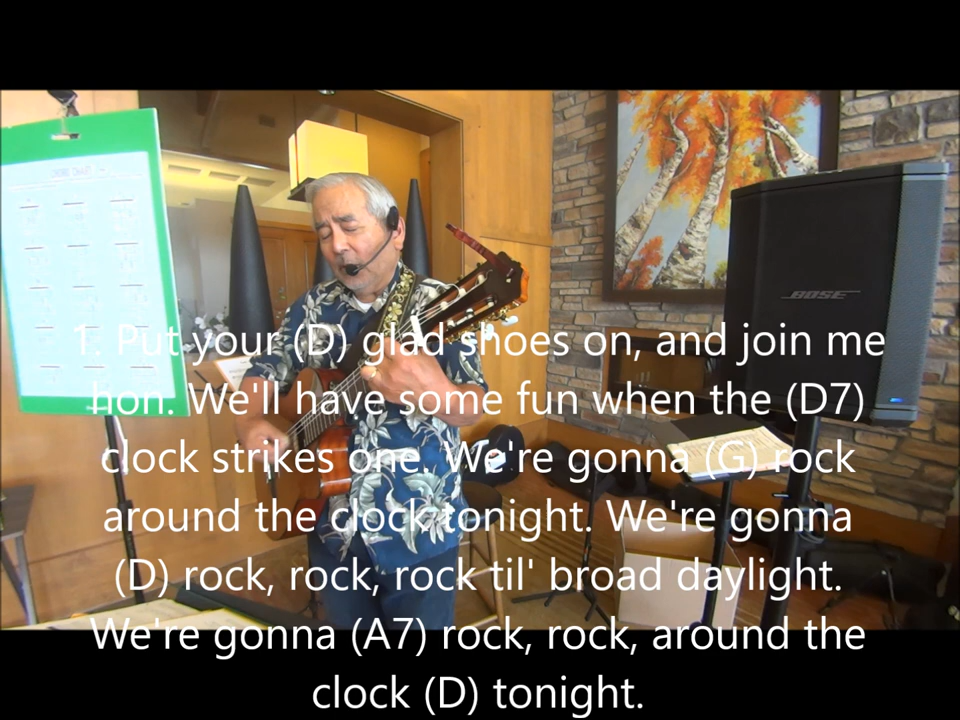 CHORD CHART
BOSE
1. Put your (D) glad shoes on, and join me
hon. We'll have some fun when the (D7)
clock strikes one. We're gonna (G) rock
around the clock tonight. We're gonna
(D) rock, rock, rock til' broad daylight.
We're gonna (A7) rock, rock, around the
clock (D) tonight.